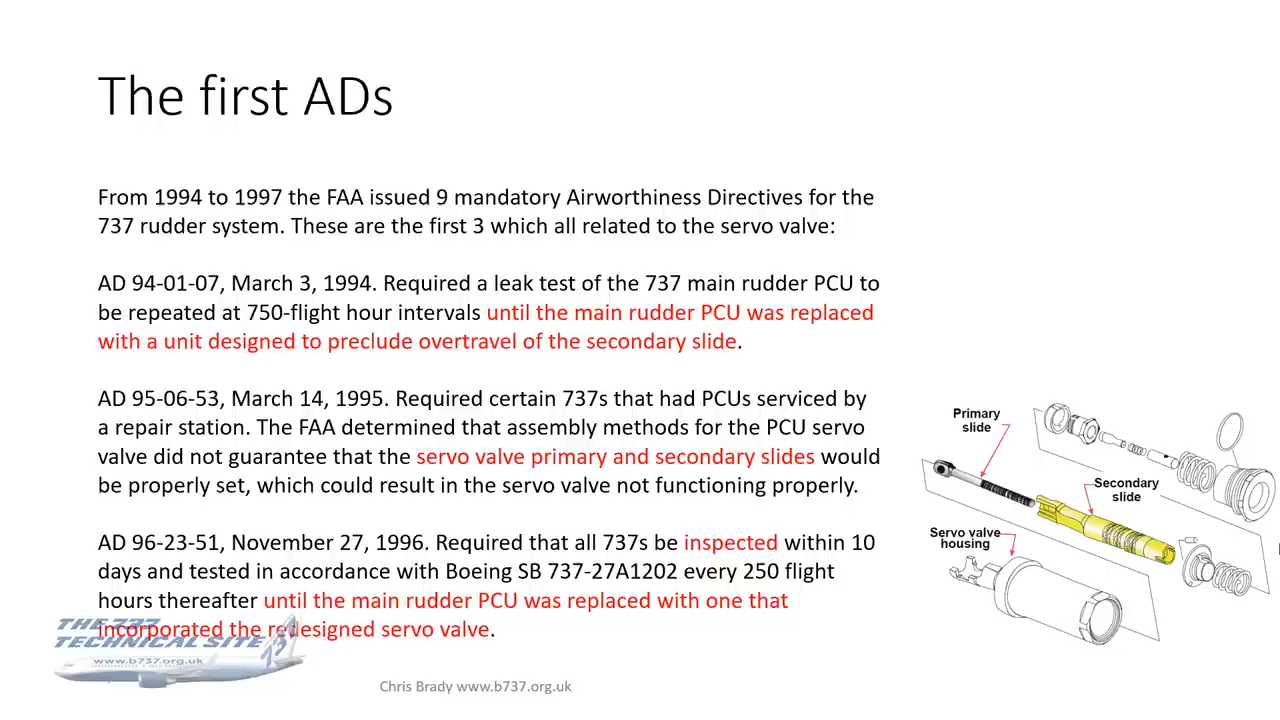 The first ADs
From 1994 to 1997 the FAA issued 9 mandatory Airworthiness Directives for the
737 rudder system. These are the first 3 which all related to the servo valve:
AD 94-01-07, March 3, 1994. Required a leak test of the 737 main rudder PCU to
be repeated at 750-flight hour intervals until the main rudder PCU was replaced
with a unit designed to preclude overtravel of the secondary slide.
AD 95-06-53, March 14, 1995. Required certain 737s that had PCUs serviced by
a repair station. The FAA determined that assembly methods for the PCU servo
valve did not guarantee that the servo valve primary and secondary slides would
be properly set, which could result in the servo valve not functioning properly.
AD 96-23-51, November 27, 1996. Required that all 737s be inspected within 10
days and tested in accordance with Boeing SB 737-27A1202 every 250 flight
hours thereafter until the main rudder PCU was replaced with one that
incorporated the redesigned servo valve.
Primary
slide
Secondary
slide
Servo valve
housing
THE 737
TECHNICAL SITE
www.b737.org.uk
Chris Brady www.b737.org.uk